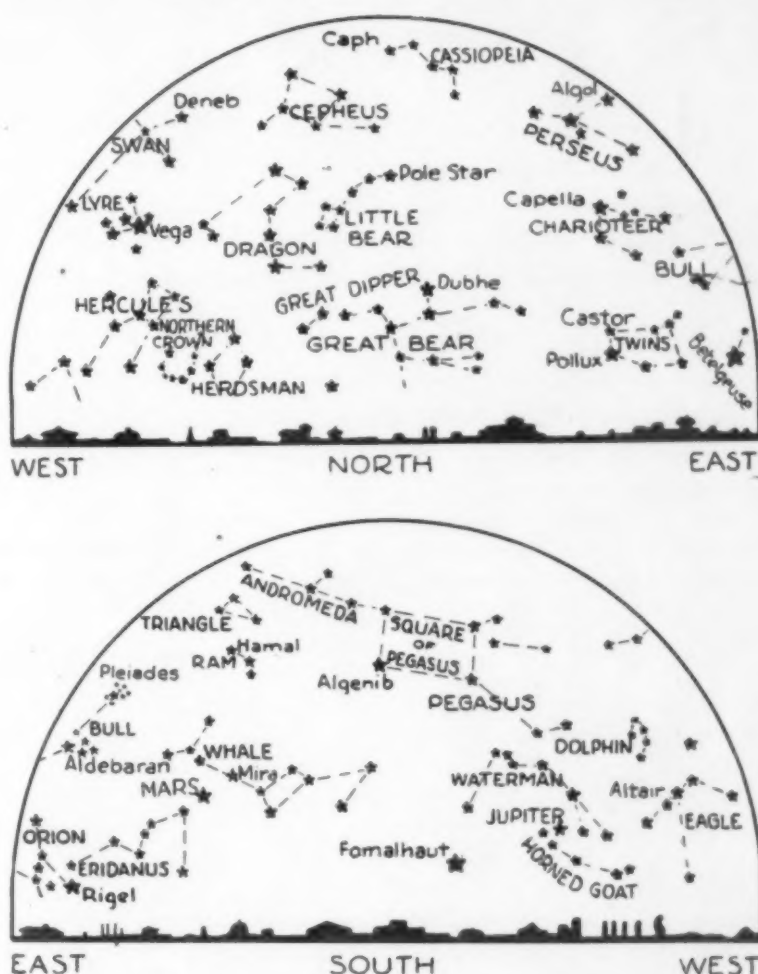 Caph
CASSIOPEIA
Algol
Deneb
CEPHEUS
SWAN
PERSEUS
Pole Star
LYRE
Capella
Vega
LITTLE
BEAR
CHARIOTEER
DRAGON
BULL
GREAT DIPPER
Dubhe
HERCULES
NORTHERN
CROWN
GREAT BEAR
Castor
TWINS
Pollux
Betelgeuse
HERDSMAN
WEST NORTH EAST
ANDROMEDA
TRIANGLE
SQUARE
OF
PEGASUS
Hamal
RAM
Pleiades
Algenib
PEGASUS
BULL
DOLPHIN
Aldebaran
WHALE
Mira
WATERMAN
MARS
Altair
JUPITER
EAGLE
ORION
Fomalhaut
ERIDANUS
HORNED GOAT
Rigel
EAST SOUTH WEST